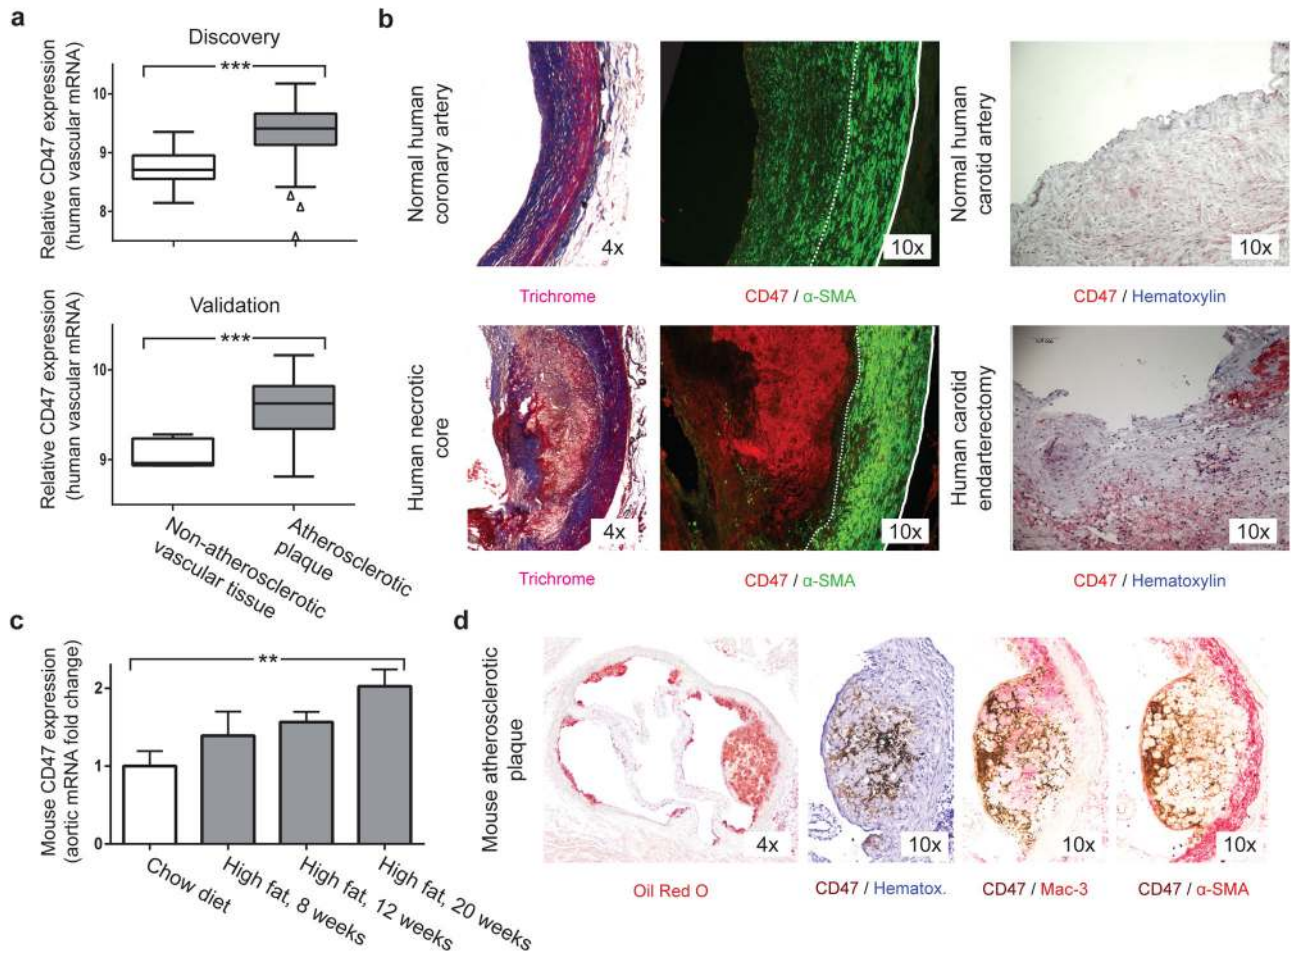 a
Discovery
***
Relative CD47 expression
(human vascular mRNA)
10
9
8
Validation
***
Relative CD47 expression
(human vascular mRNA)
10
9
Non-atherosclerotic
vascular tissue
Atherosclerotic
plaque
b
Normal human
coronary artery
4x
10x
Normal human
carotid artery
10x
Trichrome
CD47 / α-SMA
CD47 / Hematoxylin
Human necrotic
core
4x
10x
Human carotid
endarterectomy
10x
Trichrome
CD47 / α-SMA
CD47 / Hematoxylin
c
**
Mouse CD47 expression
(aortic mRNA fold change)
2
1
0
Chow diet
High fat, 8 weeks
High fat, 12 weeks
High fat, 20 weeks
d
Mouse atherosclerotic
plaque
4x
10x
10x
10x
Oil Red O
CD47 / Hematox.
CD47 / Mac-3
CD47 / α-SMA